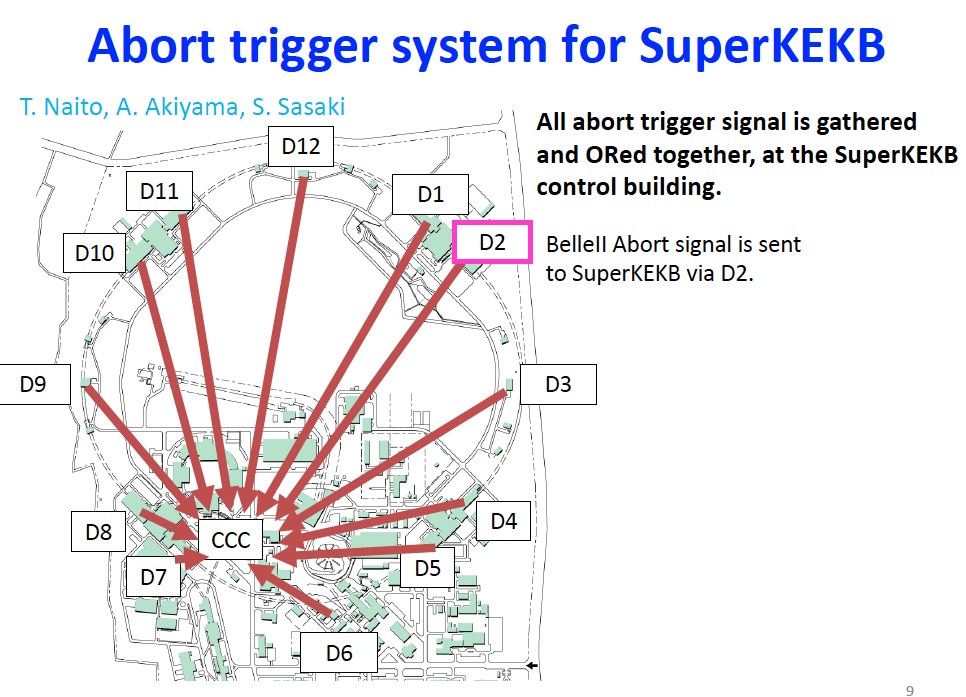 Abort trigger system for SuperKEKB
T. Naito, A. Akiyama, S. Sasaki
All abort trigger signal is gathered
and ORed together, at the SuperKEKB
control building.
BelleII Abort signal is sent
to SuperKEKB via D2.
D12
D11
D1
D10
D2
D9
D3
D8
CCC
D4
D7
D5
D6
9